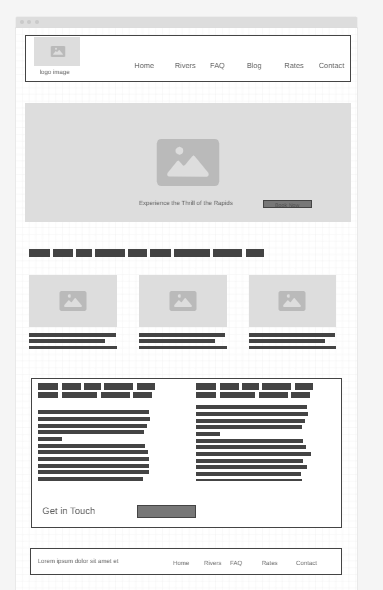 Home Rivers FAQ Blog Rates Contact
logo image
Experience the Thrill of the Rapids
Get in Touch
Lorem ipsum dolor sit amet et
Home Rivers FAQ Rates Contact